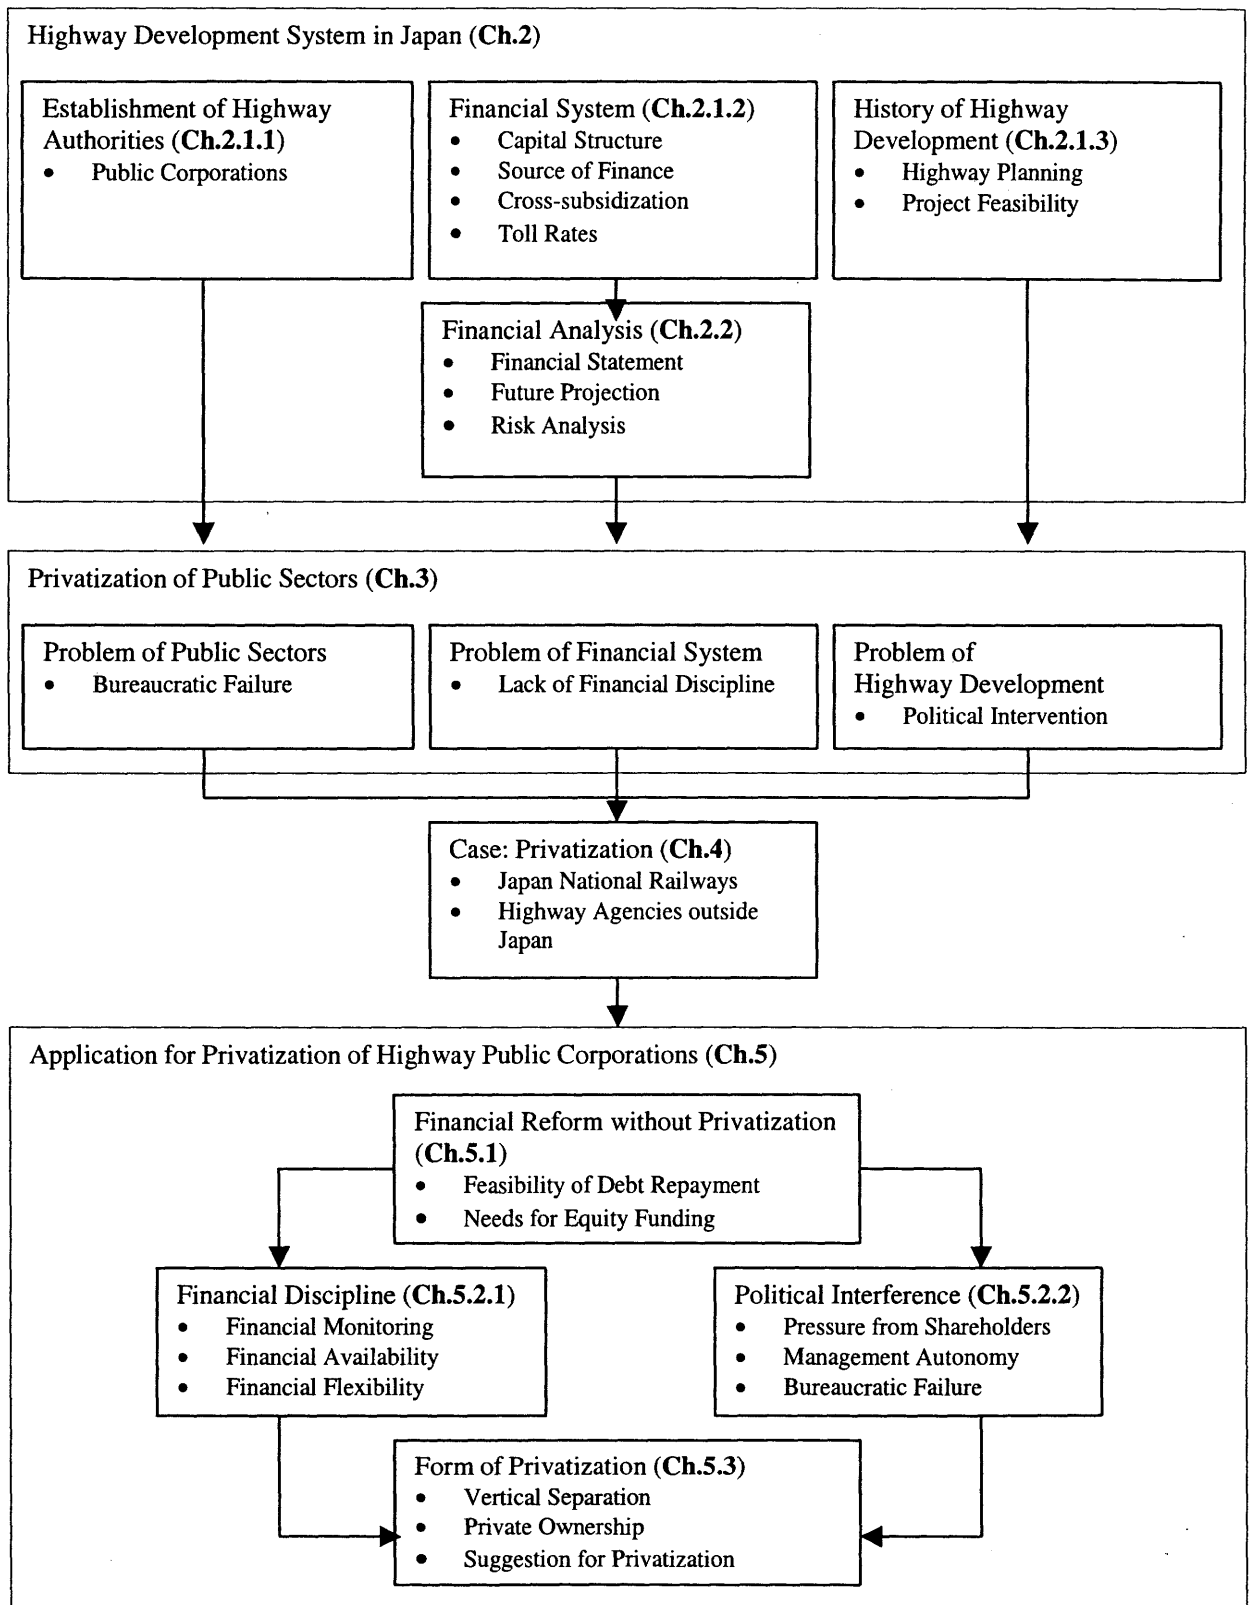 Highway Development System in Japan (Ch.2)
Establishment of Highway
Authorities (Ch.2.1.1)
• Public Corporations
Financial System (Ch.2.1.2)
• Capital Structure
• Source of Finance
• Cross-subsidization
• Toll Rates
History of Highway
Development (Ch.2.1.3)
• Highway Planning
• Project Feasibility
Financial Analysis (Ch.2.2)
• Financial Statement
• Future Projection
• Risk Analysis
Privatization of Public Sectors (Ch.3)
Problem of Public Sectors
• Bureaucratic Failure
Problem of Financial System
• Lack of Financial Discipline
Problem of
Highway Development
• Political Intervention
Case: Privatization (Ch.4)
• Japan National Railways
• Highway Agencies outside
Japan
Application for Privatization of Highway Public Corporations (Ch.5)
Financial Reform without Privatization
(Ch.5.1)
• Feasibility of Debt Repayment
• Needs for Equity Funding
Financial Discipline (Ch.5.2.1)
• Financial Monitoring
• Financial Availability
• Financial Flexibility
Political Interference (Ch.5.2.2)
• Pressure from Shareholders
• Management Autonomy
• Bureaucratic Failure
Form of Privatization (Ch.5.3)
• Vertical Separation
• Private Ownership
• Suggestion for Privatization